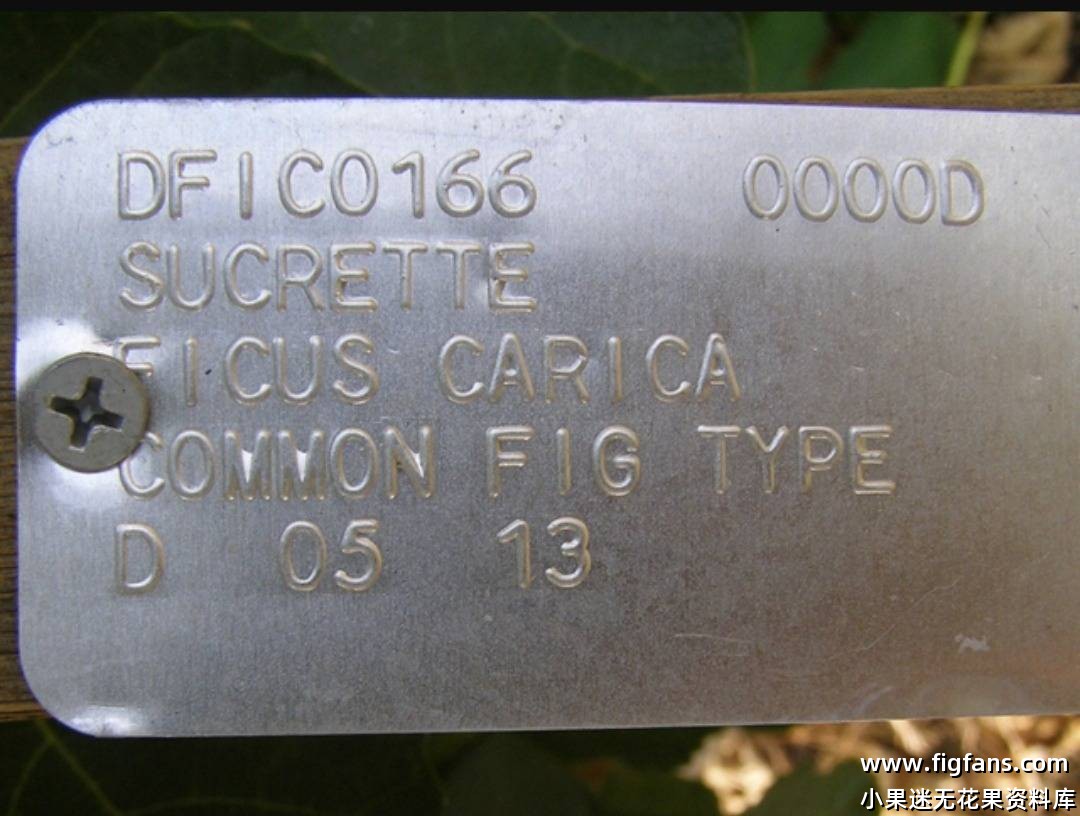 DFIC0166 0000D
SUCRETTE
FICUS CARICA
COMMON FIG TYPE
D 05 13
www.figfans.com
小果迷无花果资料库